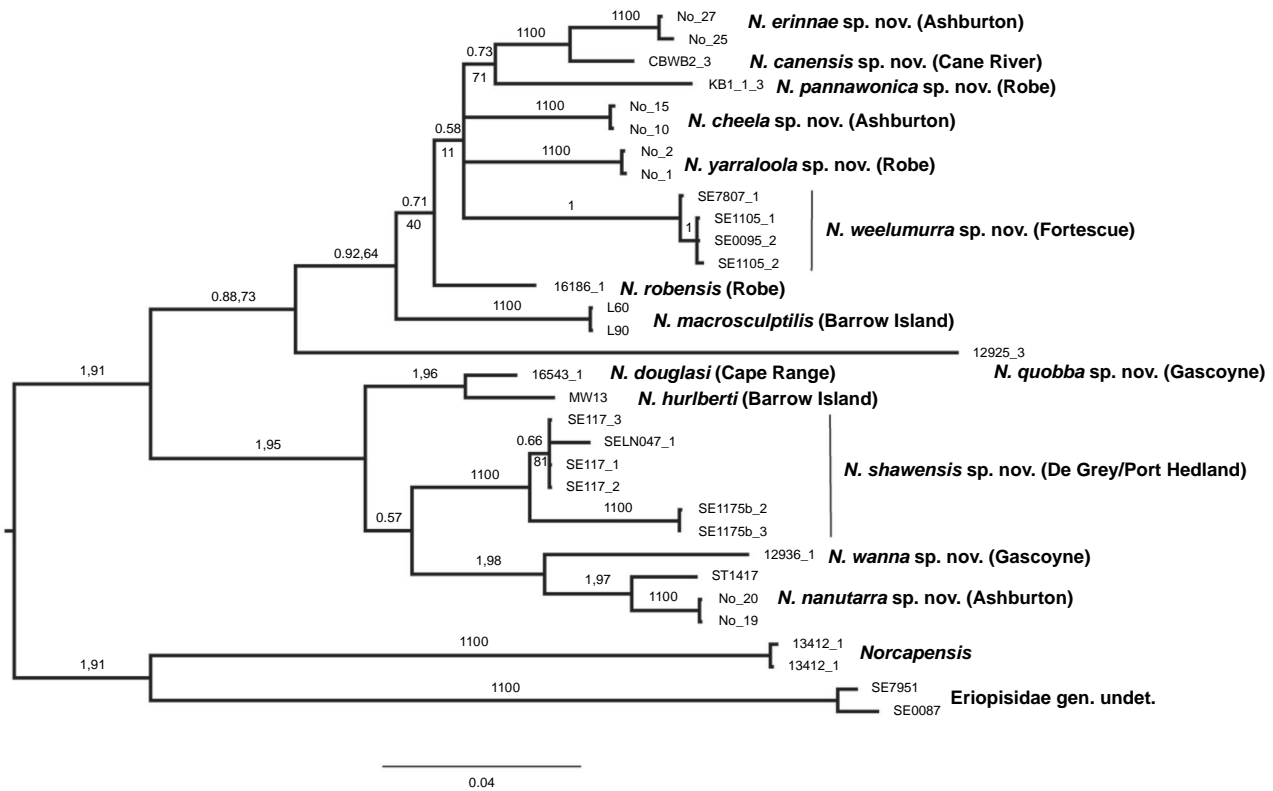 1100
No_27
No_25
N. erinnae sp. nov. (Ashburton)
1100
0.73
71
CBWB2_3
N. canensis sp. nov. (Cane River)
KB1_1_3
N. pannawonica sp. nov. (Robe)
1100
No_15
No_10
N. cheela sp. nov. (Ashburton)
0.58
11
1100
No_2
No_1
N. yarraloola sp. nov. (Robe)
1
SE7807_1
1
SE1105_1
SE0095_2
SE1105_2
N. weelumurra sp. nov. (Fortescue)
0.71
40
0.92,64
16186_1
N. robensis (Robe)
0.88,73
1100
L60
L90
N. macrosculptilis (Barrow Island)
12925_3
N. quobba sp. nov. (Gascoyne)
1,91
1,96
16543_1
N. douglasi (Cape Range)
MW13
N. hurlberti (Barrow Island)
1,95
SE117_3
0.66
81
SELN047_1
SE117_1
SE117_2
1100
1100
SE1175b_2
SE1175b_3
N. shawensis sp. nov. (De Grey/Port Hedland)
0.57
12936_1
N. wanna sp. nov. (Gascoyne)
1,98
1,97
ST1417
1100
No_20
No_19
N. nanutarra sp. nov. (Ashburton)
1,91
1100
13412_1
13412_1
Norcapensis
1100
SE7951
SE0087
Eriopisidae gen. undet.
0.04